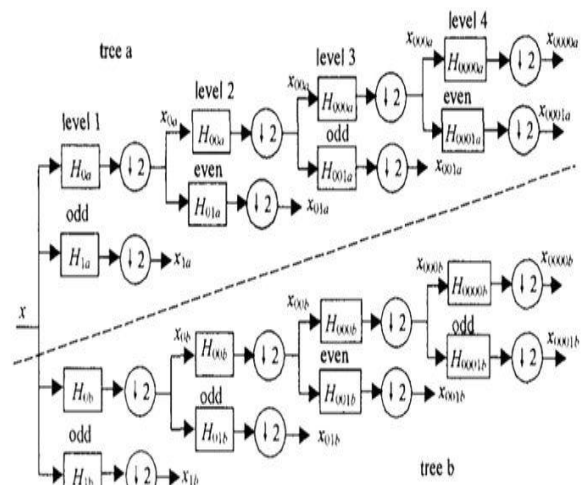 tree a
level 1
level 2
level 3
level 4
x
H0a ↓2 x0a H00a ↓2 x00a H000a ↓2 x000a H0000a ↓2 x0000a
even
H0001a ↓2 x0001a
odd
H001a ↓2 x001a
even
H01a ↓2 x01a
odd
H1a ↓2 x1a
H0b ↓2 x0b H00b ↓2 x00b H000b ↓2 x000b H0000b ↓2 x0000b
odd
H0001b ↓2 x0001b
even
H001b ↓2 x001b
odd
H01b ↓2 x01b
odd
H1b ↓2 x1b
tree b